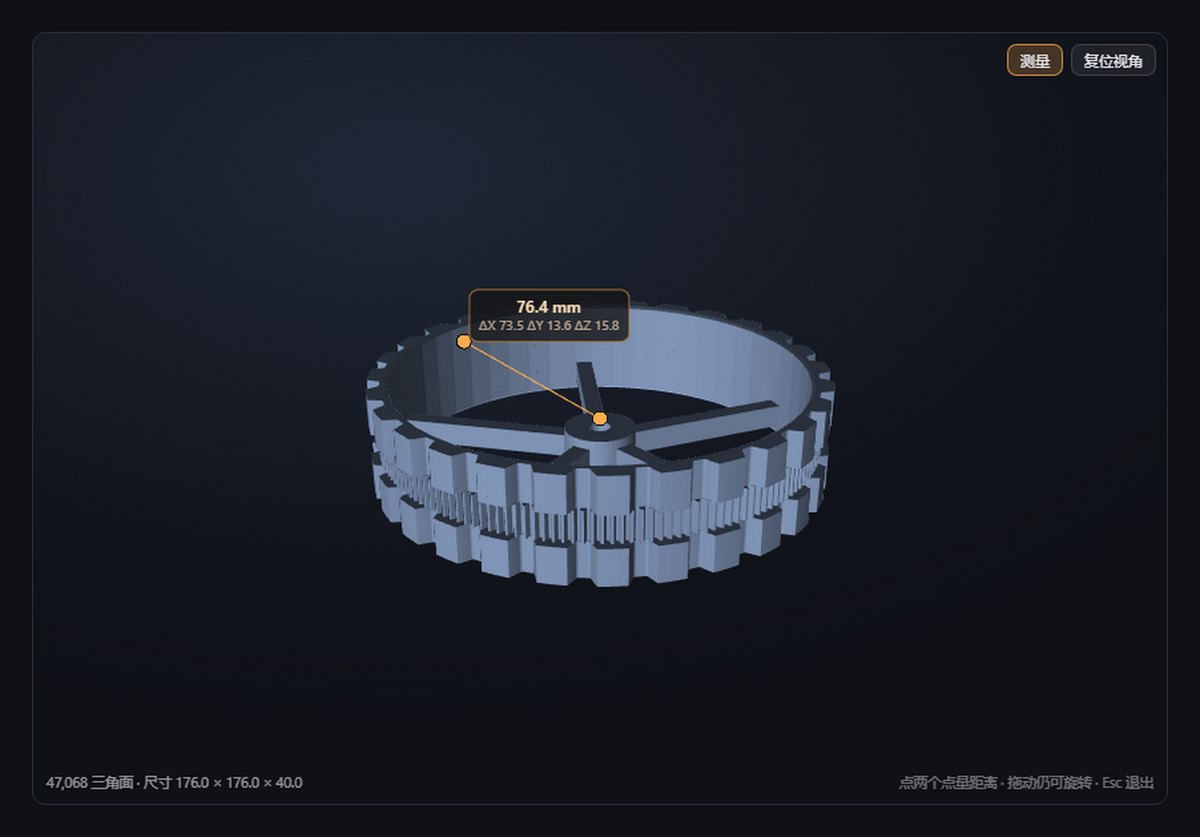 测量
复位视角
76.4 mm
ΔX 73.5 ΔY 13.6 ΔZ 15.8
47,068 三角面 · 尺寸 176.0 × 176.0 × 40.0
点两个点量距离 · 拖动仍可旋转 · Esc 退出